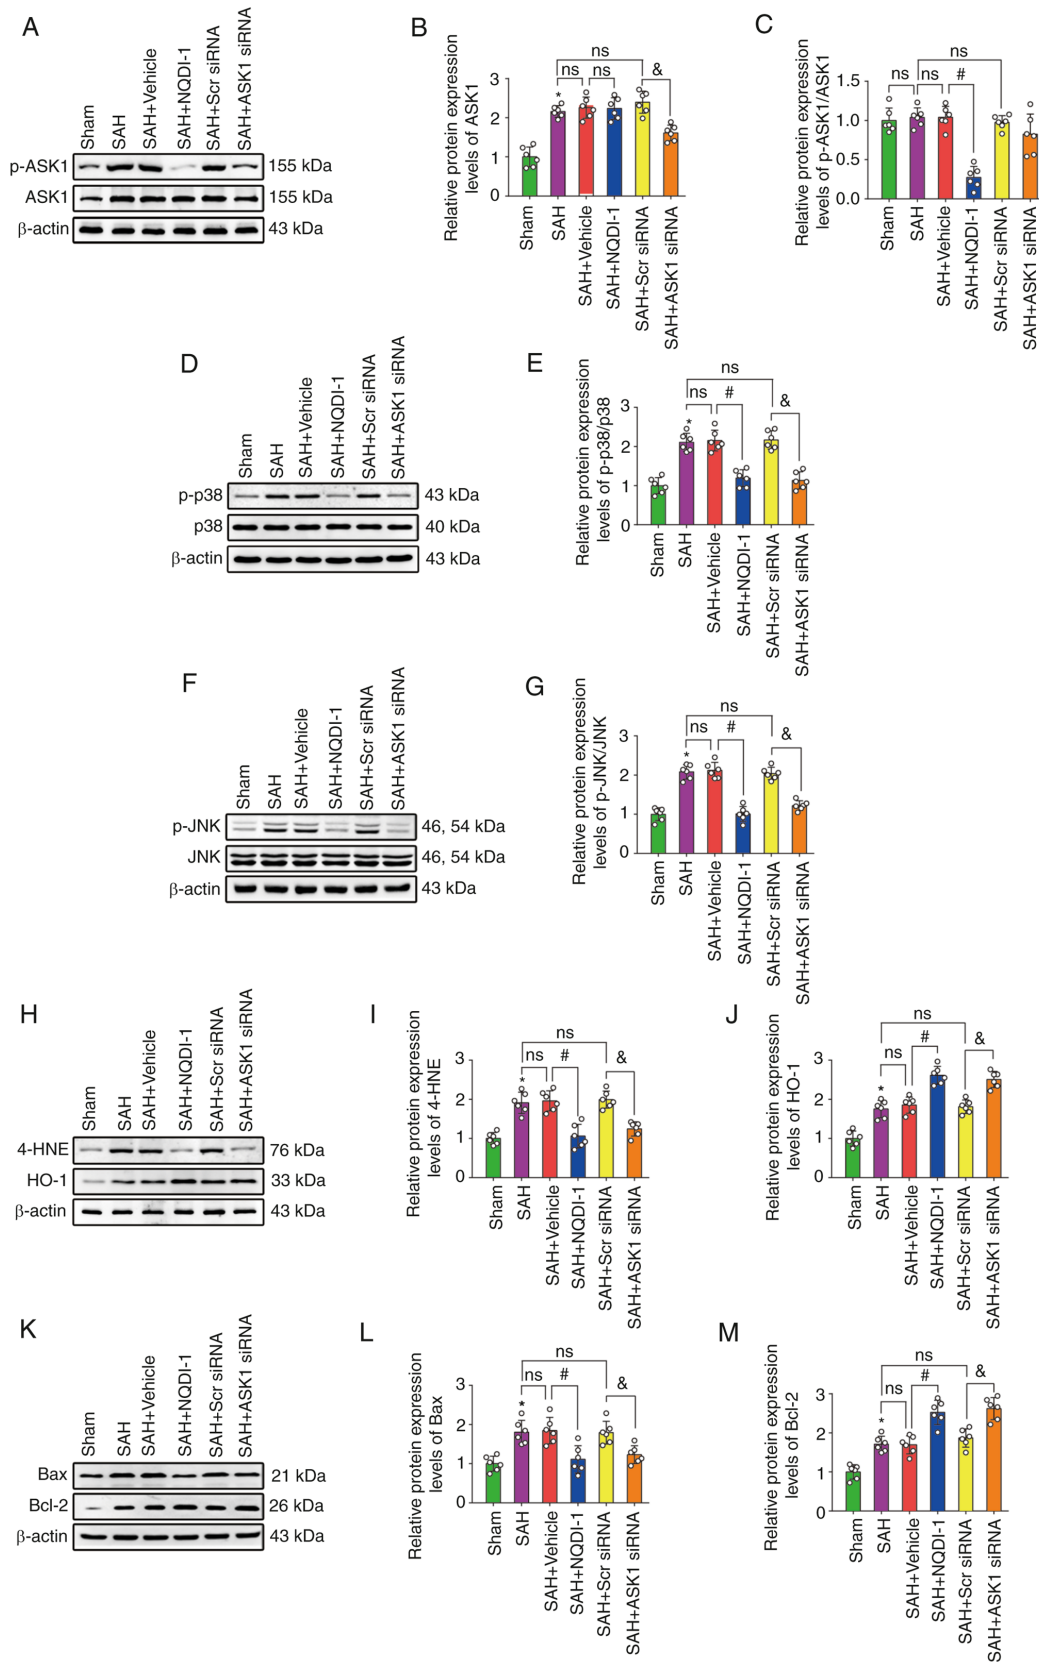 A
Sham
SAH
SAH+Vehicle
SAH+NQDI-1
SAH+Scr siRNA
SAH+ASK1 siRNA
p-ASK1
155 kDa
ASK1
155 kDa
β-actin
43 kDa
B
Relative protein expression
levels of ASK1
3
2
1
0
ns
ns
ns
&
*
Sham
SAH
SAH+Vehicle
SAH+NQDI-1
SAH+Scr siRNA
SAH+ASK1 siRNA
C
Relative protein expression
levels of p-ASK1/ASK1
1.5
1.0
0.5
0.0
ns
ns
ns
#
Sham
SAH
SAH+Vehicle
SAH+NQDI-1
SAH+Scr siRNA
SAH+ASK1 siRNA
D
Sham
SAH
SAH+Vehicle
SAH+NQDI-1
SAH+Scr siRNA
SAH+ASK1 siRNA
p-p38
43 kDa
p38
40 kDa
β-actin
43 kDa
E
Relative protein expression
levels of p-p38/p38
3
2
1
0
ns
ns
#
&
*
Sham
SAH
SAH+Vehicle
SAH+NQDI-1
SAH+Scr siRNA
SAH+ASK1 siRNA
F
Sham
SAH
SAH+Vehicle
SAH+NQDI-1
SAH+Scr siRNA
SAH+ASK1 siRNA
p-JNK
46, 54 kDa
JNK
46, 54 kDa
β-actin
43 kDa
G
Relative protein expression
levels of p-JNK/JNK
3
2
1
0
ns
ns
#
&
*
Sham
SAH
SAH+Vehicle
SAH+NQDI-1
SAH+Scr siRNA
SAH+ASK1 siRNA
H
Sham
SAH
SAH+Vehicle
SAH+NQDI-1
SAH+Scr siRNA
SAH+ASK1 siRNA
4-HNE
76 kDa
HO-1
33 kDa
β-actin
43 kDa
I
Relative protein expression
levels of 4-HNE
3
2
1
0
ns
ns
#
&
*
Sham
SAH
SAH+Vehicle
SAH+NQDI-1
SAH+Scr siRNA
SAH+ASK1 siRNA
J
Relative protein expression
levels of HO-1
3
2
1
0
ns
ns
#
&
*
Sham
SAH
SAH+Vehicle
SAH+NQDI-1
SAH+Scr siRNA
SAH+ASK1 siRNA
K
Sham
SAH
SAH+Vehicle
SAH+NQDI-1
SAH+Scr siRNA
SAH+ASK1 siRNA
Bax
21 kDa
Bcl-2
26 kDa
β-actin
43 kDa
L
Relative protein expression
levels of Bax
3
2
1
0
ns
ns
#
&
*
Sham
SAH
SAH+Vehicle
SAH+NQDI-1
SAH+Scr siRNA
SAH+ASK1 siRNA
M
Relative protein expression
levels of Bcl-2
3
2
1
0
ns
ns
#
&
*
Sham
SAH
SAH+Vehicle
SAH+NQDI-1
SAH+Scr siRNA
SAH+ASK1 siRNA